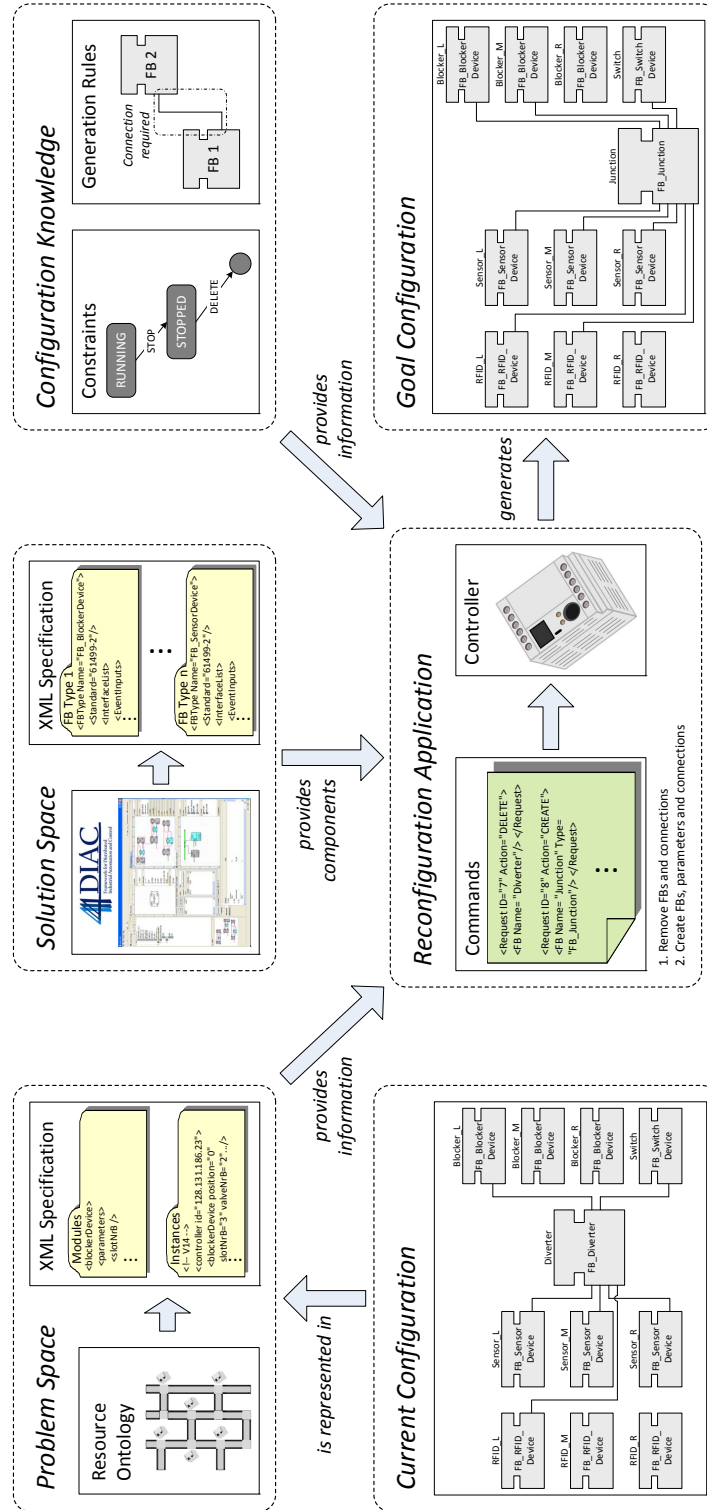 Problem Space
Resource
Ontology
XML Specification
Modules
<blockerDevice>
<parameters>
<slotNrB />
Instances
<!-- V14 -->
<controller id="128.131.186.23">
<blockerDevice position="0"
slotNrB="3" valveNrB="2" .../>
Solution Space
4DIAC
Framework for Distributed
Industrial Automation and Control
XML Specification
FB Type 1
<FBType Name="FB_BlockerDevice">
<Standard="61499-2"/>
<InterfaceList>
<EventInputs>
FB Type n
<FBType Name="FB_SensorDevice">
<Standard="61499-2"/>
<InterfaceList>
<EventInputs>
Configuration Knowledge
Constraints
RUNNING
STOP
STOPPED
DELETE
Generation Rules
Connection
required
FB 1
FB 2
is represented in
provides
information
provides
components
provides
information
Current Configuration
RFID_L
FB_RFID_
Device
RFID_M
FB_RFID_
Device
RFID_R
FB_RFID_
Device
Sensor_L
FB_Sensor
Device
Sensor_M
FB_Sensor
Device
Sensor_R
FB_Sensor
Device
Diverter
FB_Diverter
Blocker_L
FB_Blocker
Device
Blocker_M
FB_Blocker
Device
Blocker_R
FB_Blocker
Device
Switch
FB_Switch
Device
Reconfiguration Application
Commands
<Request ID="7" Action="DELETE">
<FB Name= "Diverter"/> </Request>
<Request ID="8" Action="CREATE">
<FB Name= "Junction" Type=
"FB_Junction"/> </Request>
1. Remove FBs and connections
2. Create FBs, parameters and connections
Controller
generates
Goal Configuration
RFID_L
FB_RFID_
Device
RFID_M
FB_RFID_
Device
RFID_R
FB_RFID_
Device
Sensor_L
FB_Sensor
Device
Sensor_M
FB_Sensor
Device
Sensor_R
FB_Sensor
Device
Junction
FB_Junction
Blocker_L
FB_Blocker
Device
Blocker_M
FB_Blocker
Device
Blocker_R
FB_Blocker
Device
Switch
FB_Switch
Device